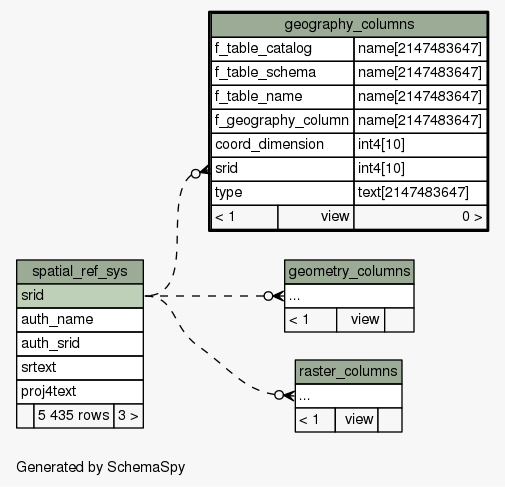 geography_columns
f_table_catalog name[2147483647]
f_table_schema name[2147483647]
f_table_name name[2147483647]
f_geography_column name[2147483647]
coord_dimension int4[10]
srid int4[10]
type text[2147483647]
< 1 view 0 >
spatial_ref_sys
srid
auth_name
auth_srid
srtext
proj4text
5 435 rows 3 >
geometry_columns
...
< 1 view
raster_columns
...
< 1 view
Generated by SchemaSpy